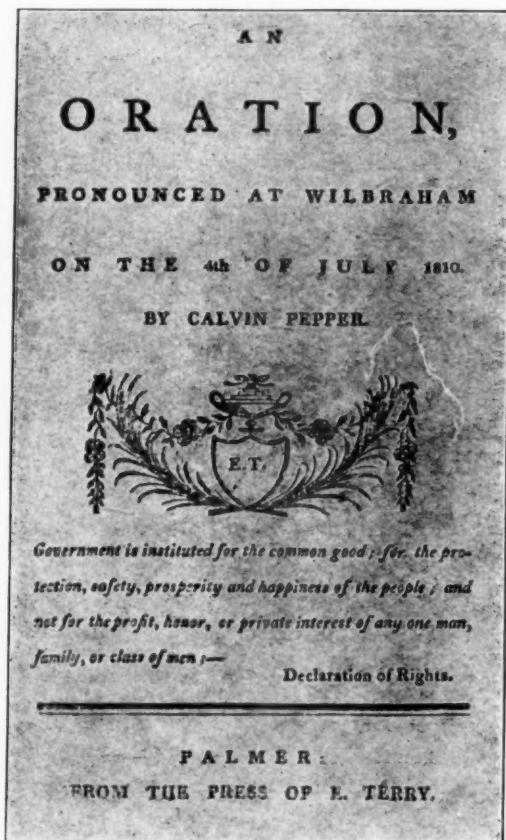 AN
ORATION,
PRONOUNCED AT WILBRAHAM
ON THE 4th OF JULY 1810.
BY CALVIN PEPPER.
E.T.
Government is instituted for the common good; for the pro-
tection, safety, prosperity and happiness of the people; and
not for the profit, honor, or private interest of any one man,
family, or class of men;—
Declaration of Rights.
PALMER:
FROM THE PRESS OF E. TERRY.